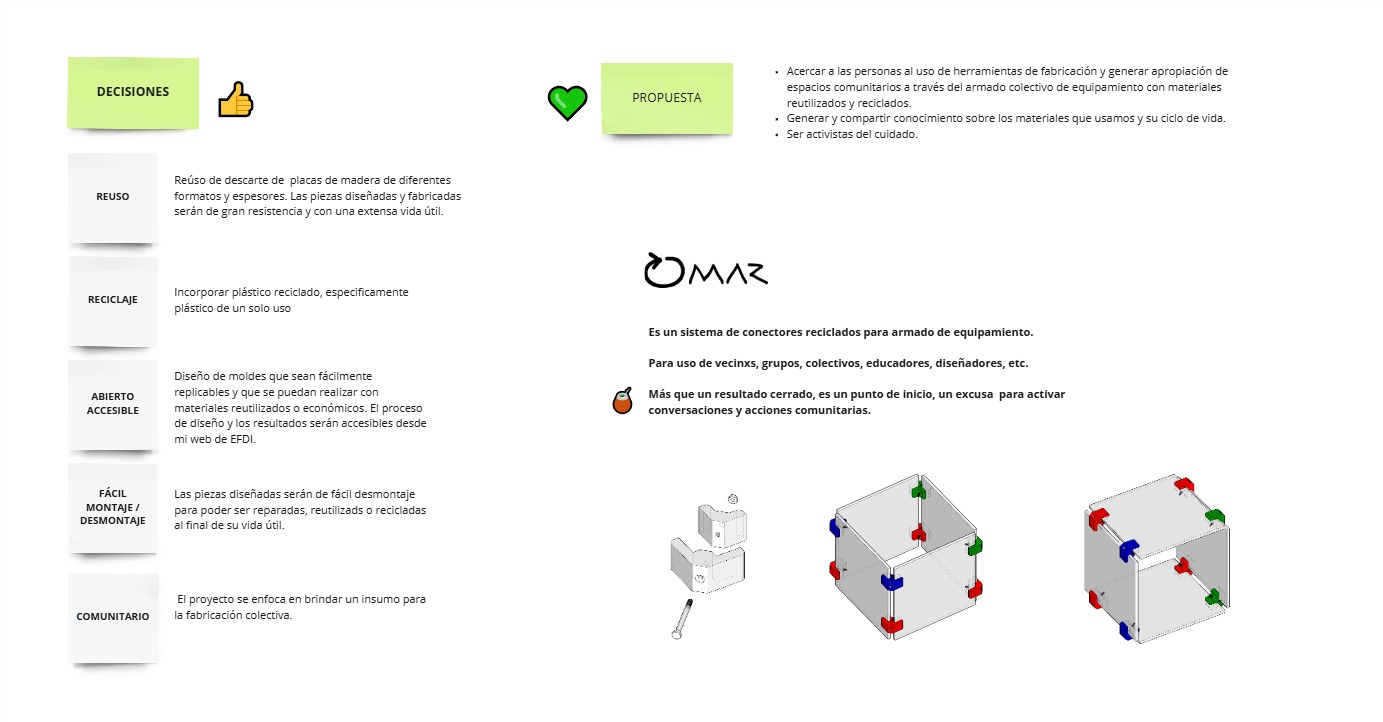 DECISIONES
REUSO
Reúso de descarte de  placas de madera de diferentes
formatos y espesores. Las piezas diseñadas y fabricadas
serán de gran resistencia y con una extensa vida útil.
RECICLAJE
Incorporar plástico reciclado, especificamente
plástico de un solo uso
ABIERTO
ACCESIBLE
Diseño de moldes que sean fácilmente
replicables y que se puedan realizar con
materiales reutilizados o económicos. El proceso
de diseño y los resultados serán accesibles desde
mi web de EFDI.
FÁCIL
MONTAJE /
DESMONTAJE
Las piezas diseñadas serán de fácil desmontaje
para poder ser reparadas, reutilizads o recicladas
al final de su vida útil.
COMUNITARIO
El proyecto se enfoca en brindar un insumo para
la fabricación colectiva.
PROPUESTA
• Acercar a las personas al uso de herramientas de fabricación y generar apropiación de
espacios comunitarios a través del armado colectivo de equipamiento con materiales
reutilizados y reciclados.
• Generar y compartir conocimiento sobre los materiales que usamos y su ciclo de vida.
• Ser activistas del cuidado.
OMAR
Es un sistema de conectores reciclados para armado de equipamiento.
Para uso de vecinxs, grupos, colectivos, educadores, diseñadores, etc.
Más que un resultado cerrado, es un punto de inicio, un excusa  para activar
conversaciones y acciones comunitarias.